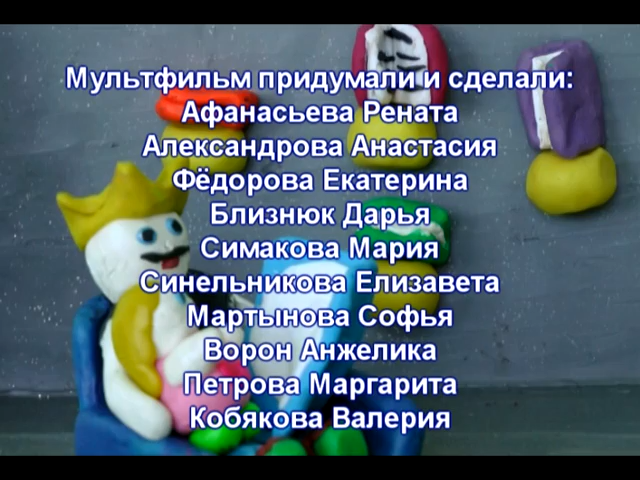 Мультфильм придумали и сделали:
Афанасьева Рената
Александрова Анастасия
Фёдорова Екатерина
Близнюк Дарья
Симакова Мария
Синельникова Елизавета
Мартынова Софья
Ворон Анжелика
Петрова Маргарита
Кобякова Валерия